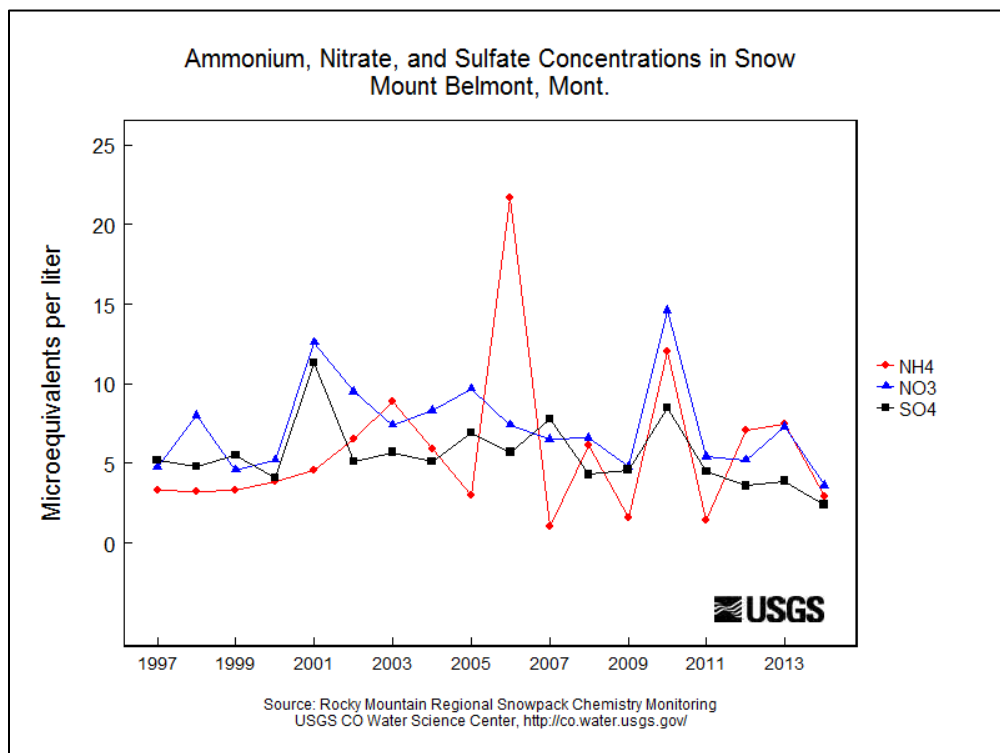 Ammonium, Nitrate, and Sulfate Concentrations in Snow
Mount Belmont, Mont.
Microequivalents per liter
25
20
15
10
5
0
NH4
NO3
SO4
USGS
1997 1999 2001 2003 2005 2007 2009 2011 2013
Source: Rocky Mountain Regional Snowpack Chemistry Monitoring
USGS CO Water Science Center, http://co.water.usgs.gov/